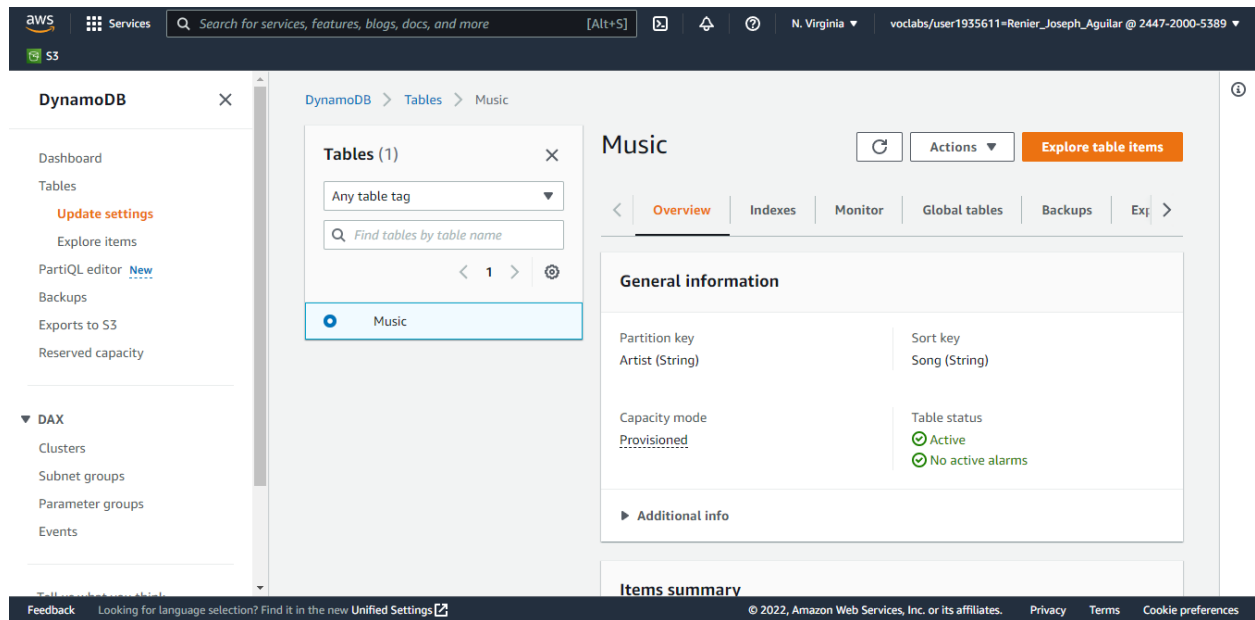 aws
Services
Search for services, features, blogs, docs, and more
[Alt+S]
N. Virginia
voclabs/user1935611=Renier_Joseph_Aguilar @ 2447-2000-5389
S3
DynamoDB
Dashboard
Tables
Update settings
Explore items
PartiQL editor New
Backups
Exports to S3
Reserved capacity
DAX
Clusters
Subnet groups
Parameter groups
Events
Tell us what you think
DynamoDB > Tables > Music
Tables (1)
Any table tag
Find tables by table name
< 1 >
Music
Music
Actions
Explore table items
Overview
Indexes
Monitor
Global tables
Backups
Exp
General information
Partition key
Artist (String)
Sort key
Song (String)
Capacity mode
Provisioned
Table status
Active
No active alarms
Additional info
Items summary
Feedback
Looking for language selection? Find it in the new Unified Settings
© 2022, Amazon Web Services, Inc. or its affiliates.
Privacy
Terms
Cookie preferences